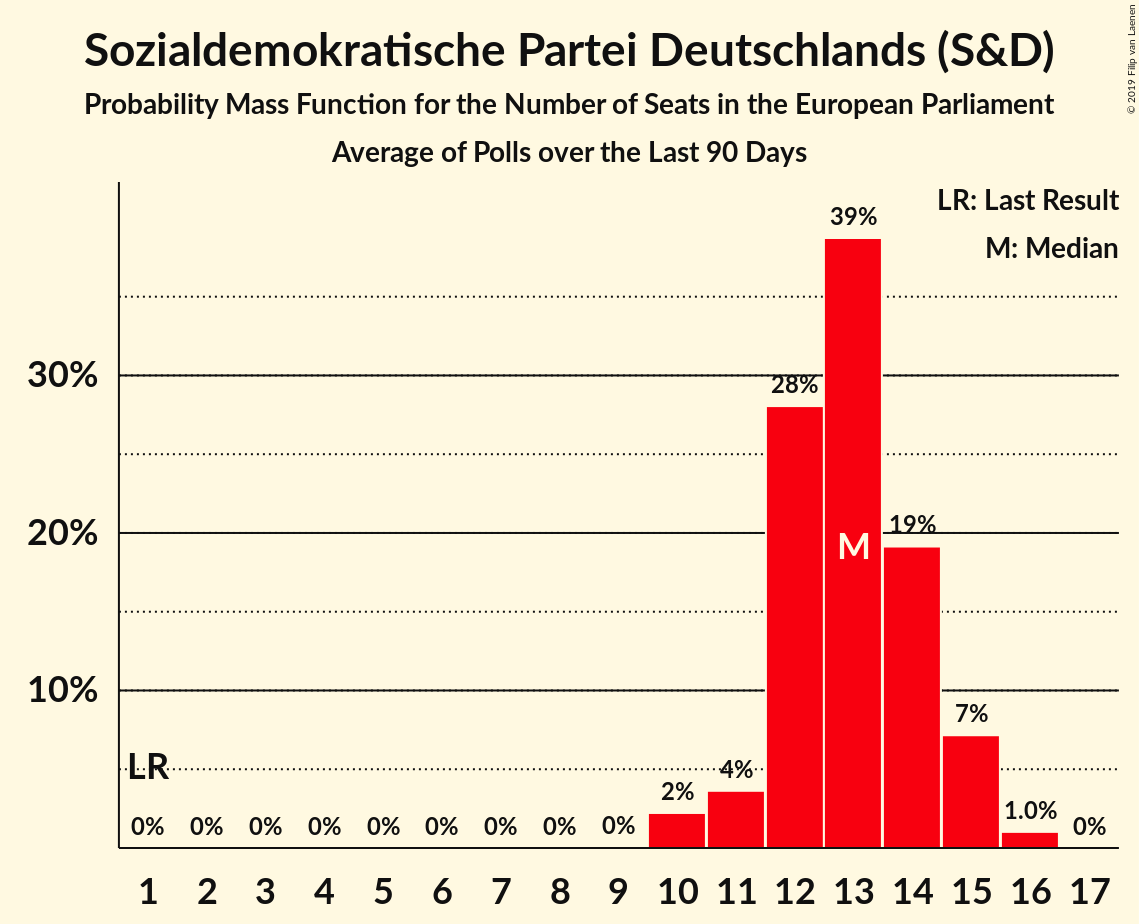 Sozialdemokratische Partei Deutschlands (S&D)
Probability Mass Function for the Number of Seats in the European Parliament
Average of Polls over the Last 90 Days
© 2019 Filip van Laenen
LR: Last Result
M: Median
39%
30%
28%
20%
19%
M
10%
7%
LR
4%
2%
1.0%
0% 0% 0% 0% 0% 0% 0% 0% 0% 0%
1 2 3 4 5 6 7 8 9 10 11 12 13 14 15 16 17